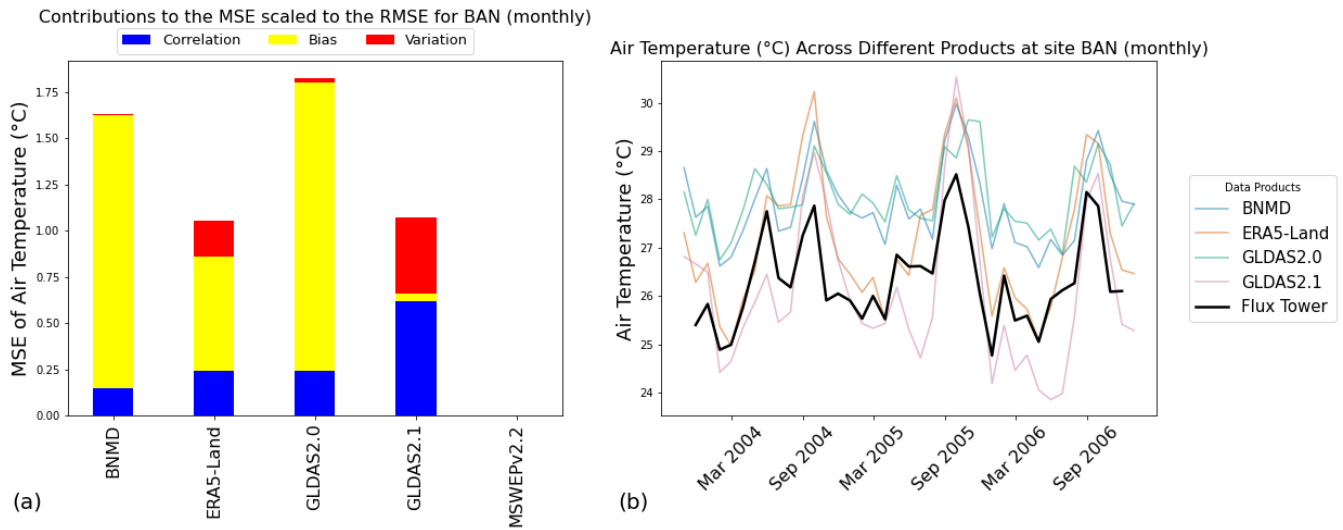 Contributions to the MSE scaled to the RMSE for BAN (monthly)
Correlation Bias Variation
MSE of Air Temperature (°C)
1.75
1.50
1.25
1.00
0.75
0.50
0.25
0.00
BNMD
ERA5-Land
GLDAS2.0
GLDAS2.1
MSWEPv2.2
(a)
Air Temperature (°C) Across Different Products at site BAN (monthly)
Air Temperature (°C)
30
29
28
27
26
25
24
Mar 2004
Sep 2004
Mar 2005
Sep 2005
Mar 2006
Sep 2006
(b)
Data Products
BNMD
ERA5-Land
GLDAS2.0
GLDAS2.1
Flux Tower